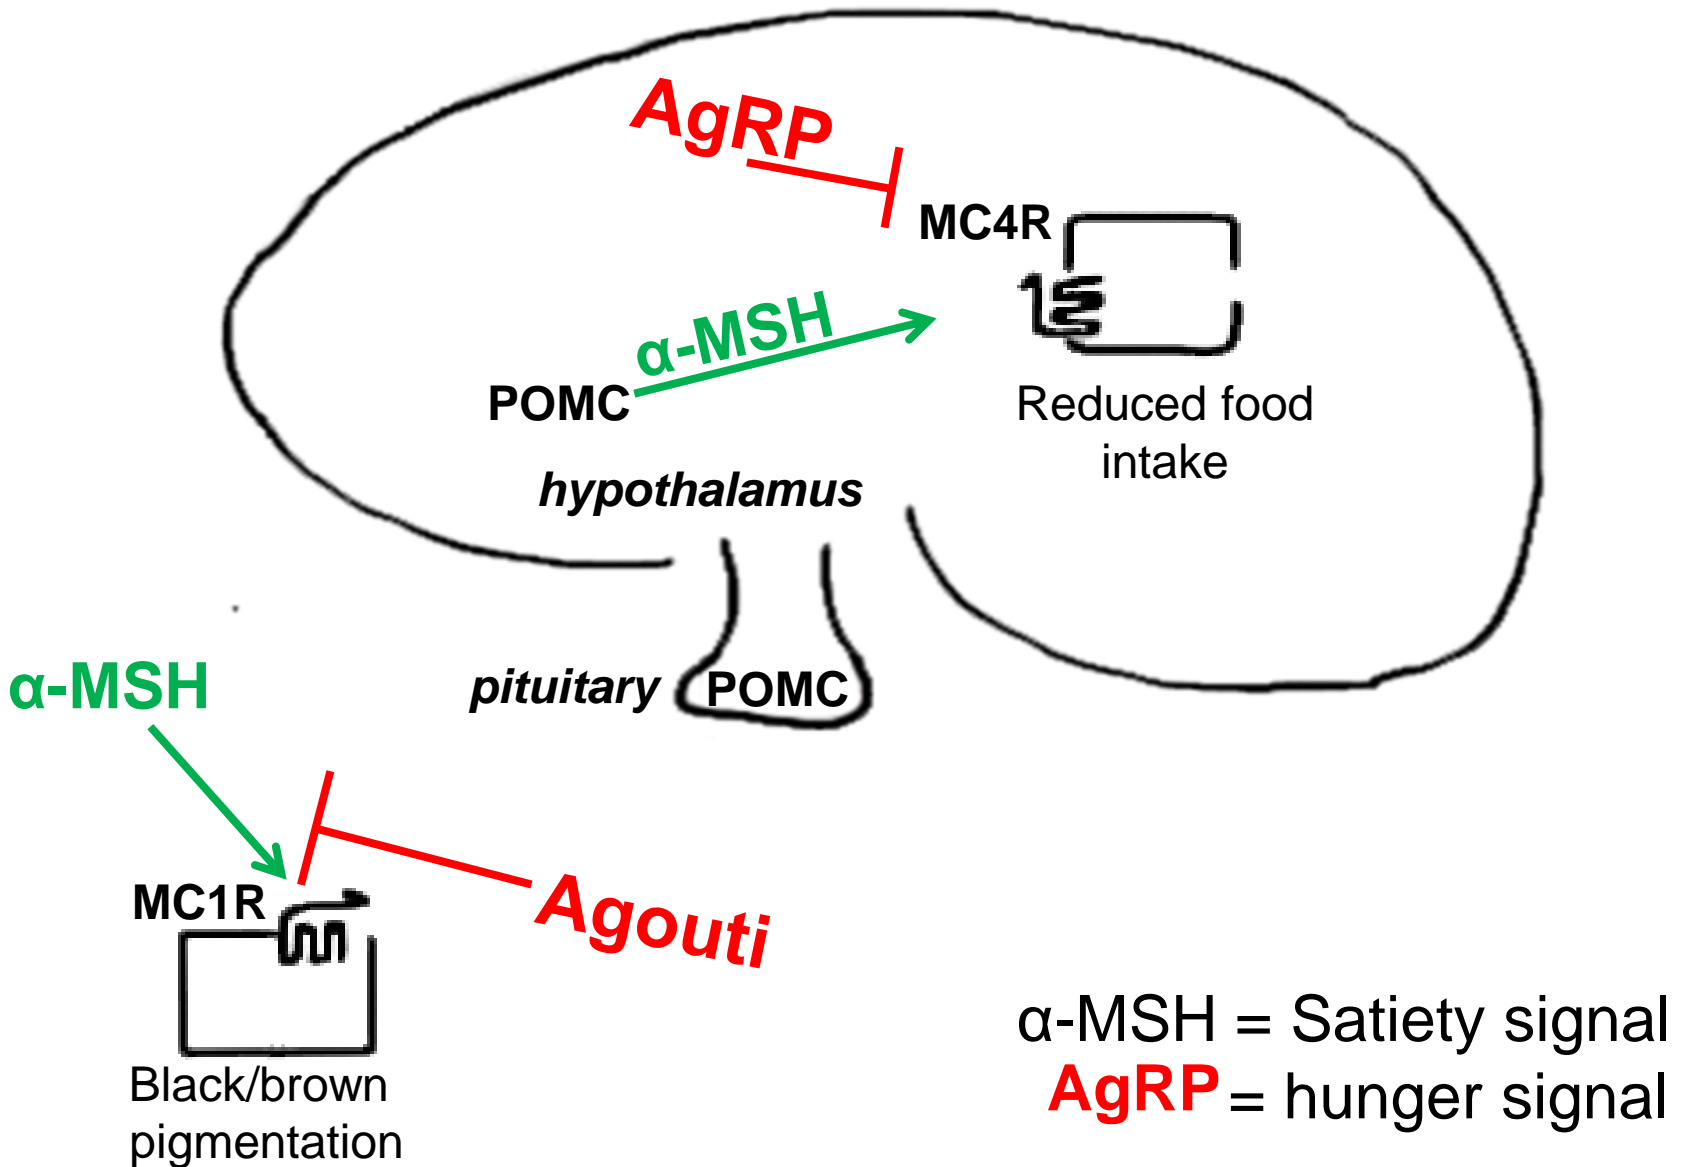 AgRP
MC4R
α-MSH
POMC
Reduced food
intake
hypothalamus
pituitary
POMC
α-MSH
MC1R
Agouti
Black/brown
pigmentation
α-MSH = Satiety signal
AgRP = hunger signal